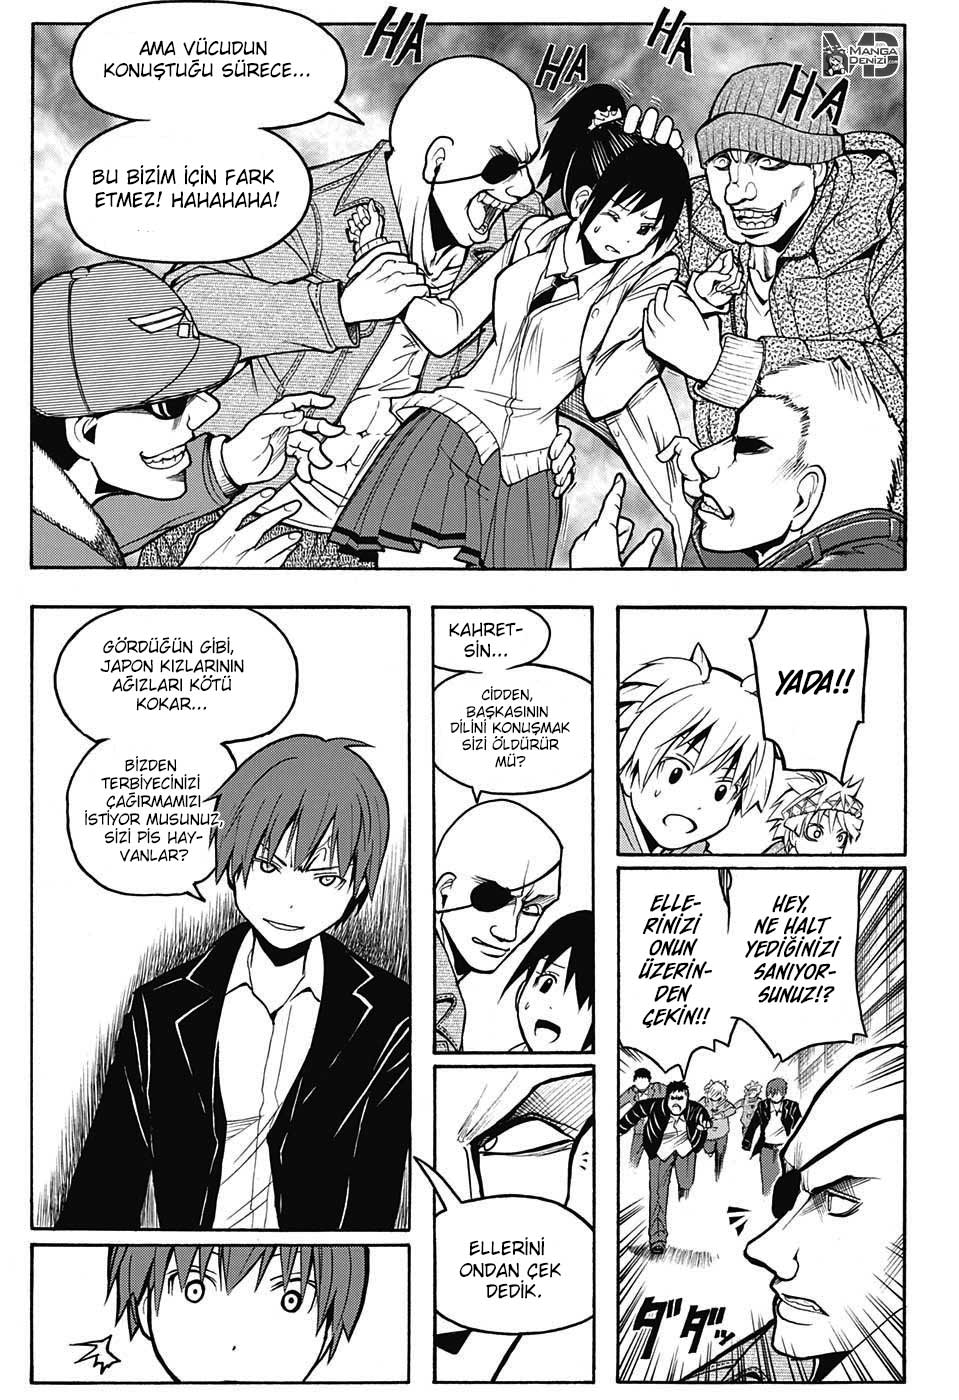 AMA VÜCUDUN
KONUŞTUĞU SÜRECE...
BU BİZİM İÇİN FARK
ETMEZ! HAHAHAHA!
HA
HA
HA
HA
MANGA
DENİZİ.com
YADA!!
HEY,
NE HALT
YEDİĞİNİZİ
SANIYOR-
SUNUZ!?
ELLE-
RİNİZİ
ONUN
ÜZERİN-
DEN
ÇEKİN!!
ダダダッ
KAHRET-
SİN...
CİDDEN,
BAŞKASININ
DİLİNİ KONUŞMAK
SİZİ ÖLDÜRÜR
MÜ?
ELLERİNİ
ONDAN ÇEK
DEDİK.
GÖRDÜĞÜN GİBİ,
JAPON KIZLARININ
AĞIZLARI KÖTÜ
KOKAR...
BİZDEN
TERBİYECİNİZİ
ÇAĞIRMAMIZI
İSTİYOR MUSUNUZ,
SİZİ PİS HAY-
VANLAR?